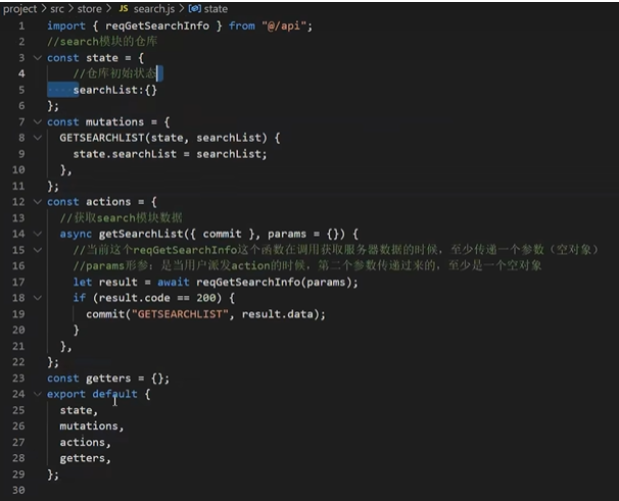 project > src > store > JS search.js > state
1 import { reqGetSearchInfo } from "@/api";
2 //search模块的仓库
3 const state = {
4 //仓库初始状态
5 searchList:{}
6 };
7 const mutations = {
8 GETSEARCHLIST(state, searchList) {
9 state.searchList = searchList;
10 },
11 };
12 const actions = {
13 //获取search模块数据
14 async getSearchList({ commit }, params = {}) {
15 //当前这个reqGetSearchInfo这个函数在调用获取服务器数据的时候，至少传递一个参数（空对象）
16 //params形参：是当用户派发action的时候，第二个参数传递过来的，至少是一个空对象
17 let result = await reqGetSearchInfo(params);
18 if (result.code == 200) {
19 commit("GETSEARCHLIST", result.data);
20 }
21 },
22 };
23 const getters = {};
24 export default {
25 state,
26 mutations,
27 actions,
28 getters,
29 };
30